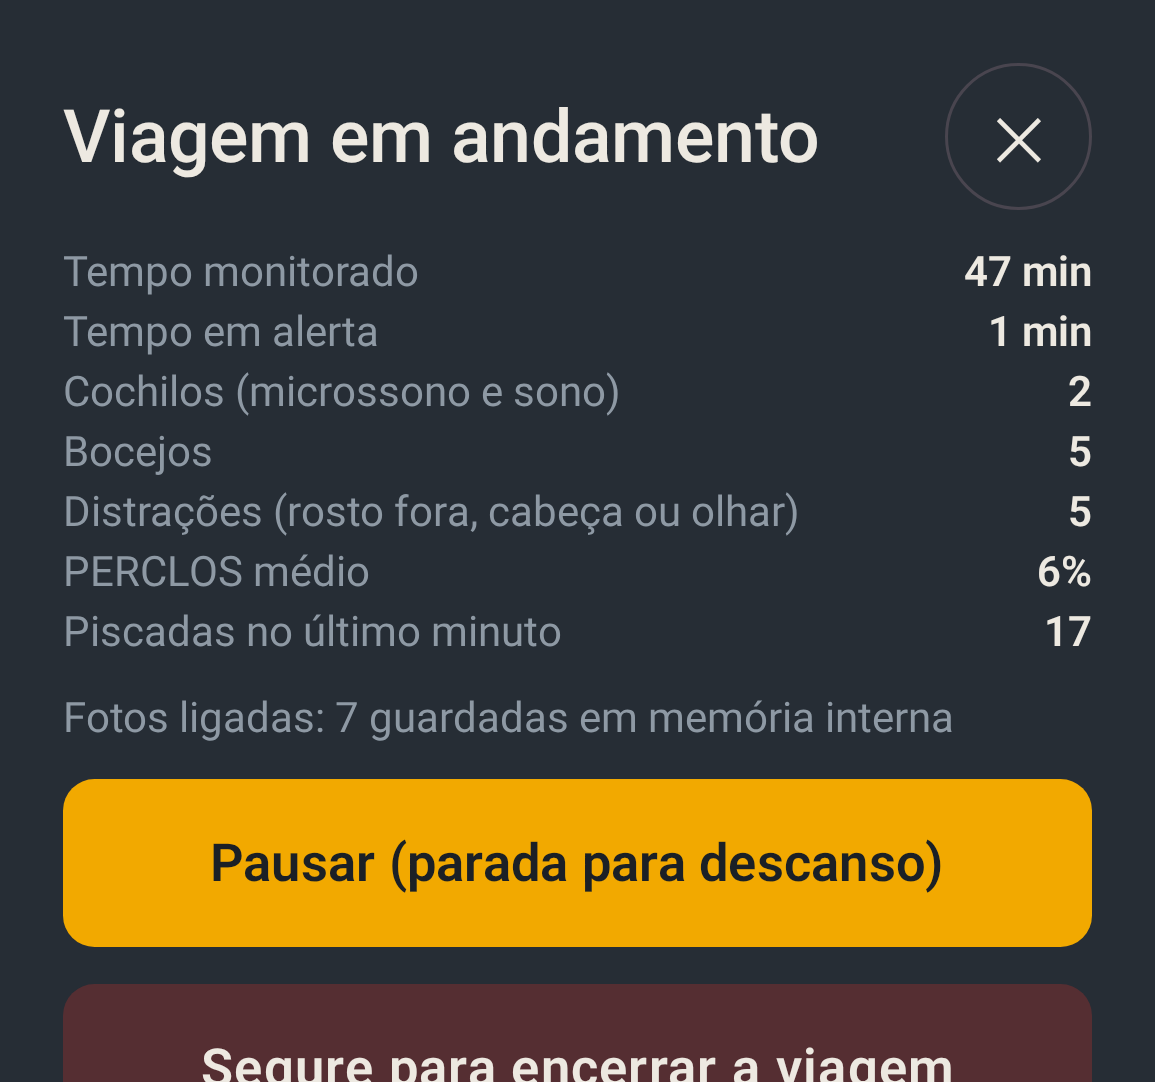 Viagem em andamento
Tempo monitorado 47 min
Tempo em alerta 1 min
Cochilos (microssono e sono) 2
Bocejos 5
Distrações (rosto fora, cabeça ou olhar) 5
PERCLOS médio 6%
Piscadas no último minuto 17
Fotos ligadas: 7 guardadas em memória interna
Pausar (parada para descanso)
Segure para encerrar a viagem